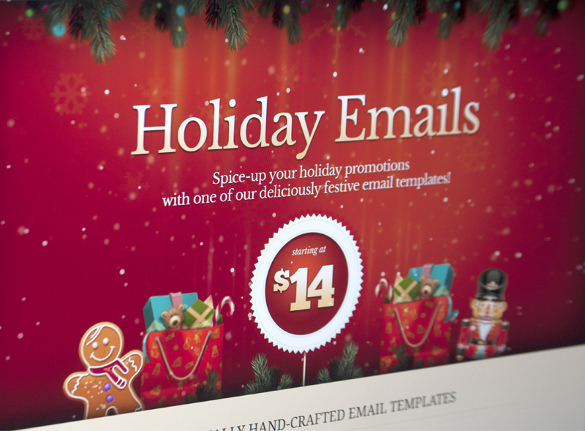 Holiday Emails
Spice-up your holiday promotions
with one of our deliciously festive email templates!
starting at
$14
HAND-CRAFTED EMAIL TEMPLATES